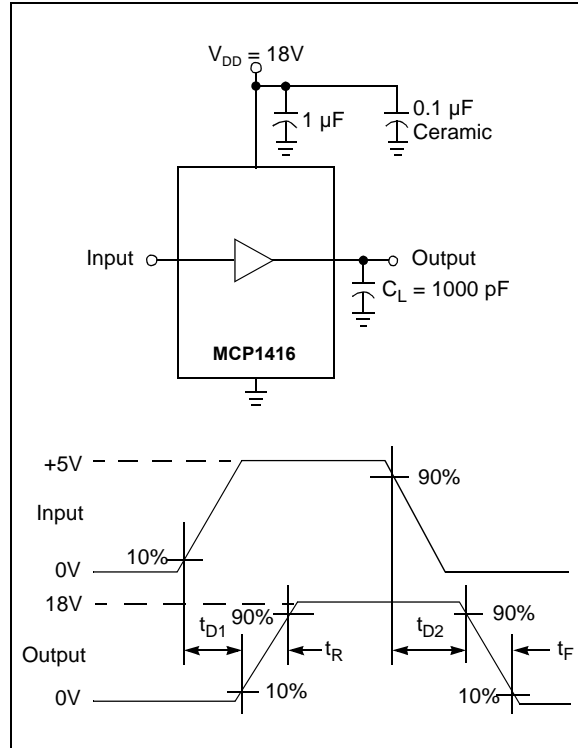 V_DD = 18V
1 µF
0.1 µF
Ceramic
Input
Output
C_L = 1000 pF
MCP1416
+5V
90%
Input
10%
0V
18V
90%
t_D1
t_R
t_D2
90%
t_F
Output
10%
10%
0V